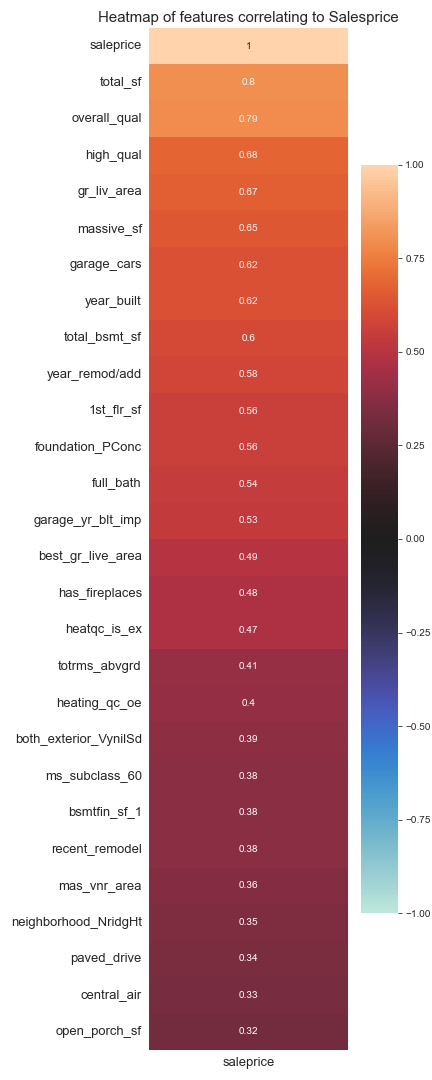 Heatmap of features correlating to Salesprice
saleprice 1
total_sf 0.8
overall_qual 0.79
high_qual 0.68
gr_liv_area 0.67
massive_sf 0.65
garage_cars 0.62
year_built 0.62
total_bsmt_sf 0.6
year_remod/add 0.58
1st_flr_sf 0.56
foundation_PConc 0.56
full_bath 0.54
garage_yr_blt_imp 0.53
best_gr_live_area 0.49
has_fireplaces 0.48
heatqc_is_ex 0.47
totrms_abvgrd 0.41
heating_qc_oe 0.4
both_exterior_VynilSd 0.39
ms_subclass_60 0.38
bsmtfin_sf_1 0.38
recent_remodel 0.38
mas_vnr_area 0.36
neighborhood_NridgHt 0.35
paved_drive 0.34
central_air 0.33
open_porch_sf 0.32
saleprice
1.00
0.75
0.50
0.25
0.00
−0.25
−0.50
−0.75
−1.00